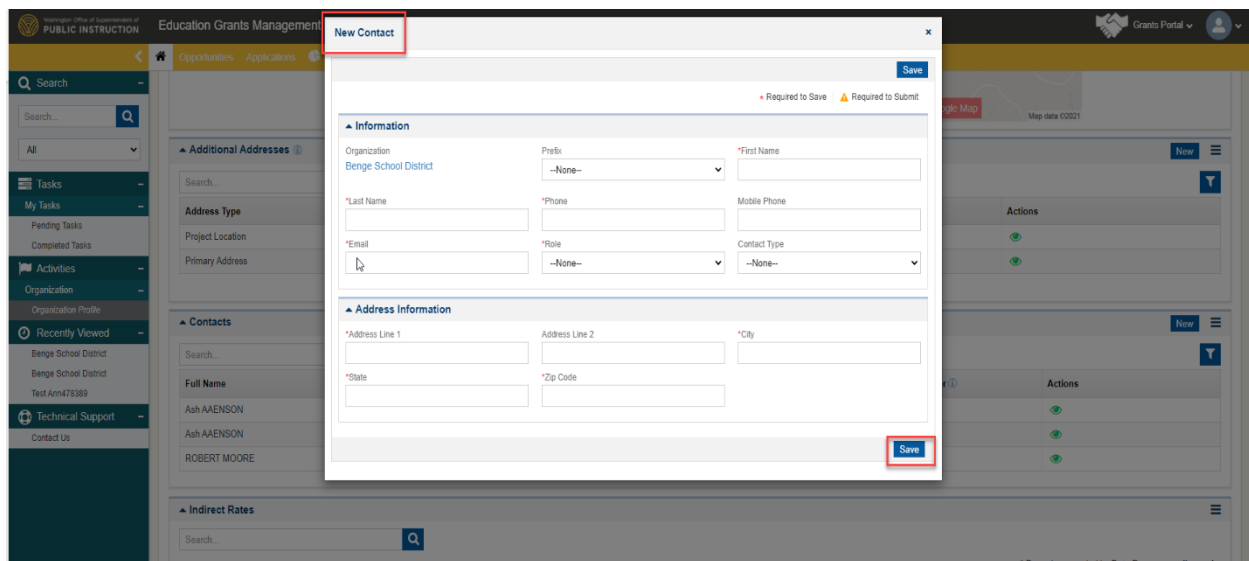 Washington Office of Superintendent of
PUBLIC INSTRUCTION
Education Grants Management
Grants Portal
Opportunities Applications
Search
Search...
All
Tasks
My Tasks
Pending Tasks
Completed Tasks
Activities
Organization
Organization Profile
Recently Viewed
Benge School District
Benge School District
Test Ann478389
Technical Support
Contact Us
New Contact
×
Save
* Required to Save Required to Submit
Information
Organization Prefix *First Name
Benge School District --None--
*Last Name *Phone Mobile Phone
*Email *Role Contact Type
--None-- --None--
Address Information
*Address Line 1 Address Line 2 *City
*State *Zip Code
Save
ogle Map
Map data ©2021
Additional Addresses
New
Search...
Address Type Actions
Project Location
Primary Address
Contacts
New
Search...
Full Name Actions
Ash AAENSON
Ash AAENSON
ROBERT MOORE
Indirect Rates
Search...